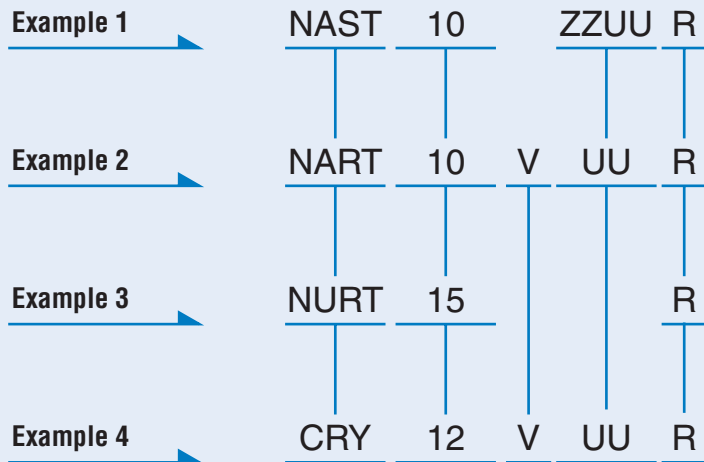 Example 1 NAST 10 ZZUU R
Example 2 NART 10 V UU R
Example 3 NURT 15 R
Example 4 CRY 12 V UU R